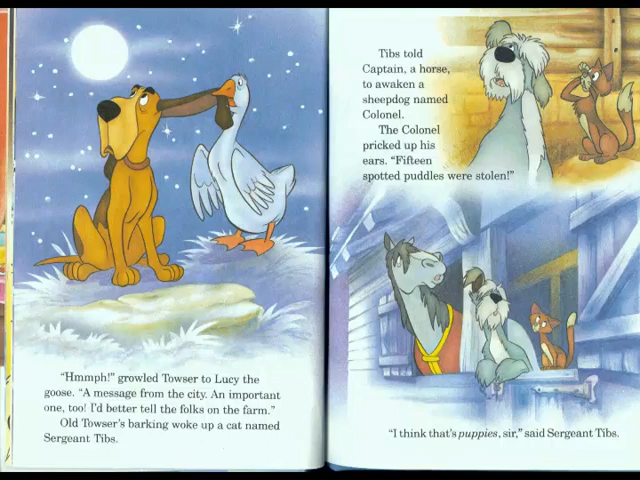 "Hmmph!" growled Towser to Lucy the
goose. "A message from the city. An important
one, too! I'd better tell the folks on the farm."
Old Towser's barking woke up a cat named
Sergeant Tibs.
Tibs told
Captain, a horse,
to awaken a
sheepdog named
Colonel.
The Colonel
pricked up his
ears. "Fifteen
spotted puddles were stolen!"
"I think that's puppies, sir," said Sergeant Tibs.